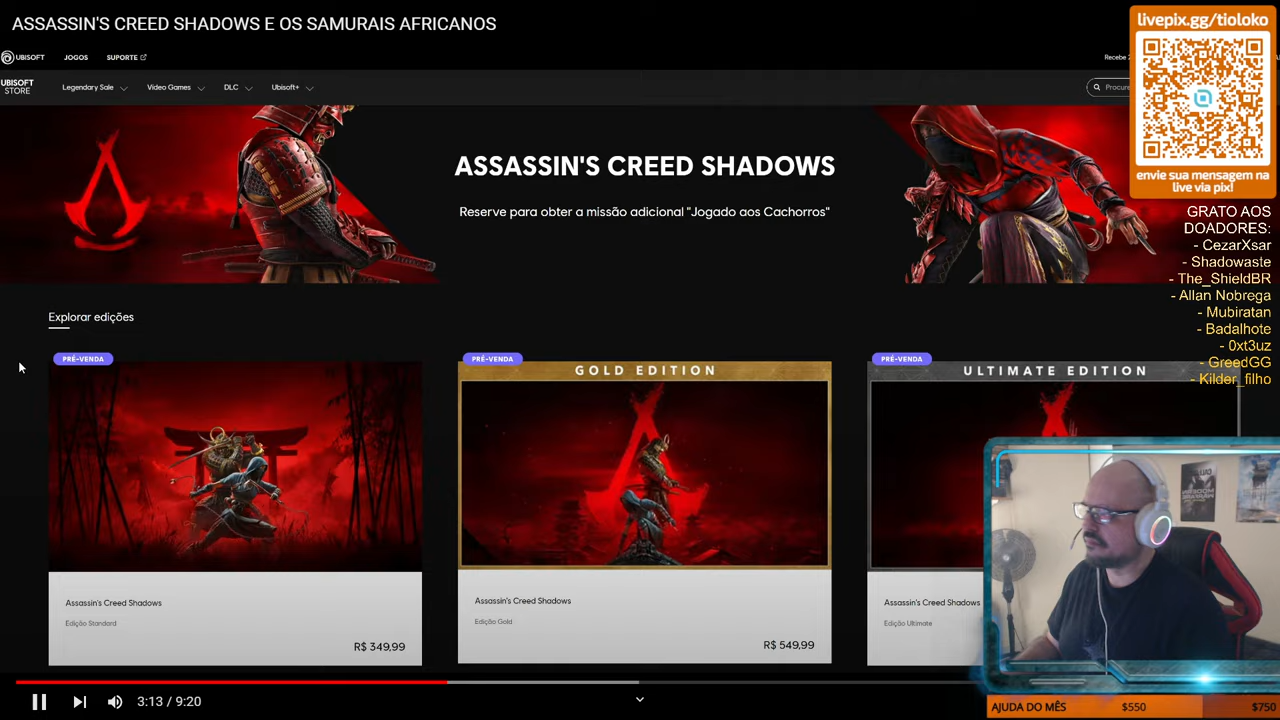 ASSASSIN'S CREED SHADOWS E OS SAMURAIS AFRICANOS
UBISOFT
JOGOS
SUPORTE
Recebe
UBISOFT
STORE
Legendary Sale
Video Games
DLC
Ubisoft+
Procure
ASSASSIN'S CREED SHADOWS
Reserve para obter a missão adicional "Jogado aos Cachorros"
livepix.gg/tioloko
envie sua mensagem na
live via pix!
GRATO AOS
DOADORES:
- CezarXsar
- Shadowaste
- The_ShieldBR
- Allan Nobrega
- Mubiratan
- Badalhote
- 0xt3uz
- GreedGG
- Kilder_filho
Explorar edições
PRÉ-VENDA
PRÉ-VENDA
PRÉ-VENDA
GOLD EDITION
ULTIMATE EDITION
Assassin's Creed Shadows
Edição Standard
R$ 349,99
Assassin's Creed Shadows
Edição Gold
R$ 549,99
Assassin's Creed Shadows
Edição Ultimate
3:13 / 9:20
AJUDA DO MÊS
$550
$750